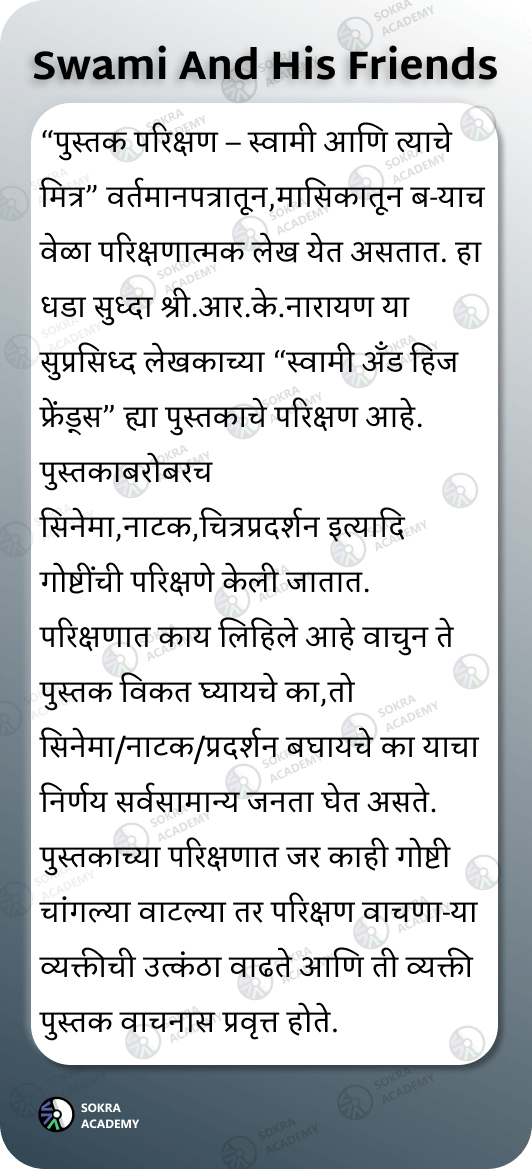 Swami And His Friends
“पुस्तक परिक्षण – स्वामी आणि त्याचे
मित्र” वर्तमानपत्रातून,मासिकातून ब-याच
वेळा परिक्षणात्मक लेख येत असतात. हा
धडा सुध्दा श्री.आर.के.नारायण या
सुप्रसिध्द लेखकाच्या “स्वामी अँड हिज
फ्रेंड्स” ह्या पुस्तकाचे परिक्षण आहे.
पुस्तकाबरोबरच
सिनेमा,नाटक,चित्रप्रदर्शन इत्यादि
गोष्टींची परिक्षणे केली जातात.
परिक्षणात काय लिहिले आहे वाचुन ते
पुस्तक विकत घ्यायचे का,तो
सिनेमा/नाटक/प्रदर्शन बघायचे का याचा
निर्णय सर्वसामान्य जनता घेत असते.
पुस्तकाच्या परिक्षणात जर काही गोष्टी
चांगल्या वाटल्या तर परिक्षण वाचणा-या
व्यक्तीची उत्कंठा वाढते आणि ती व्यक्ती
पुस्तक वाचनास प्रवृत्त होते.
SOKRA
ACADEMY